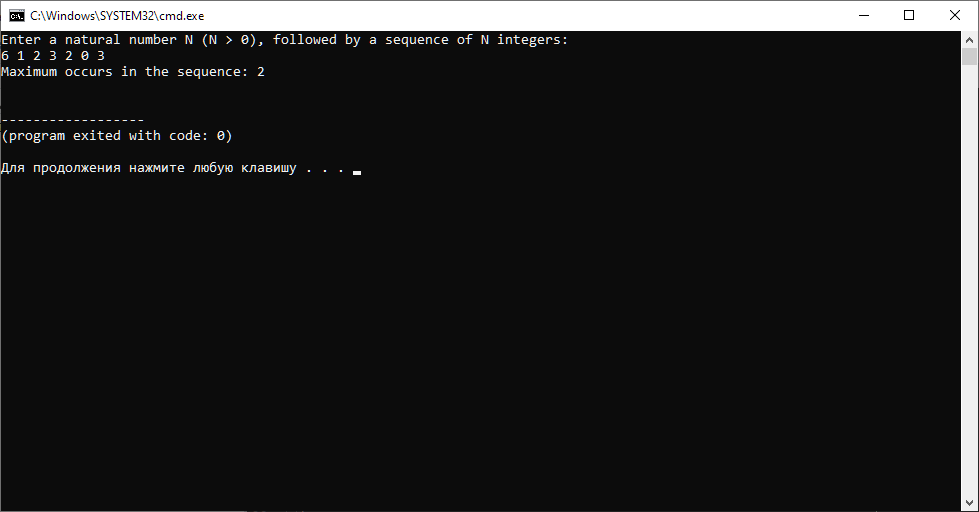 C:\Windows\SYSTEM32\cmd.exe
Enter a natural number N (N > 0), followed by a sequence of N integers:
6 1 2 3 2 0 3
Maximum occurs in the sequence: 2
------------------
(program exited with code: 0)
Для продолжения нажмите любую клавишу . . .